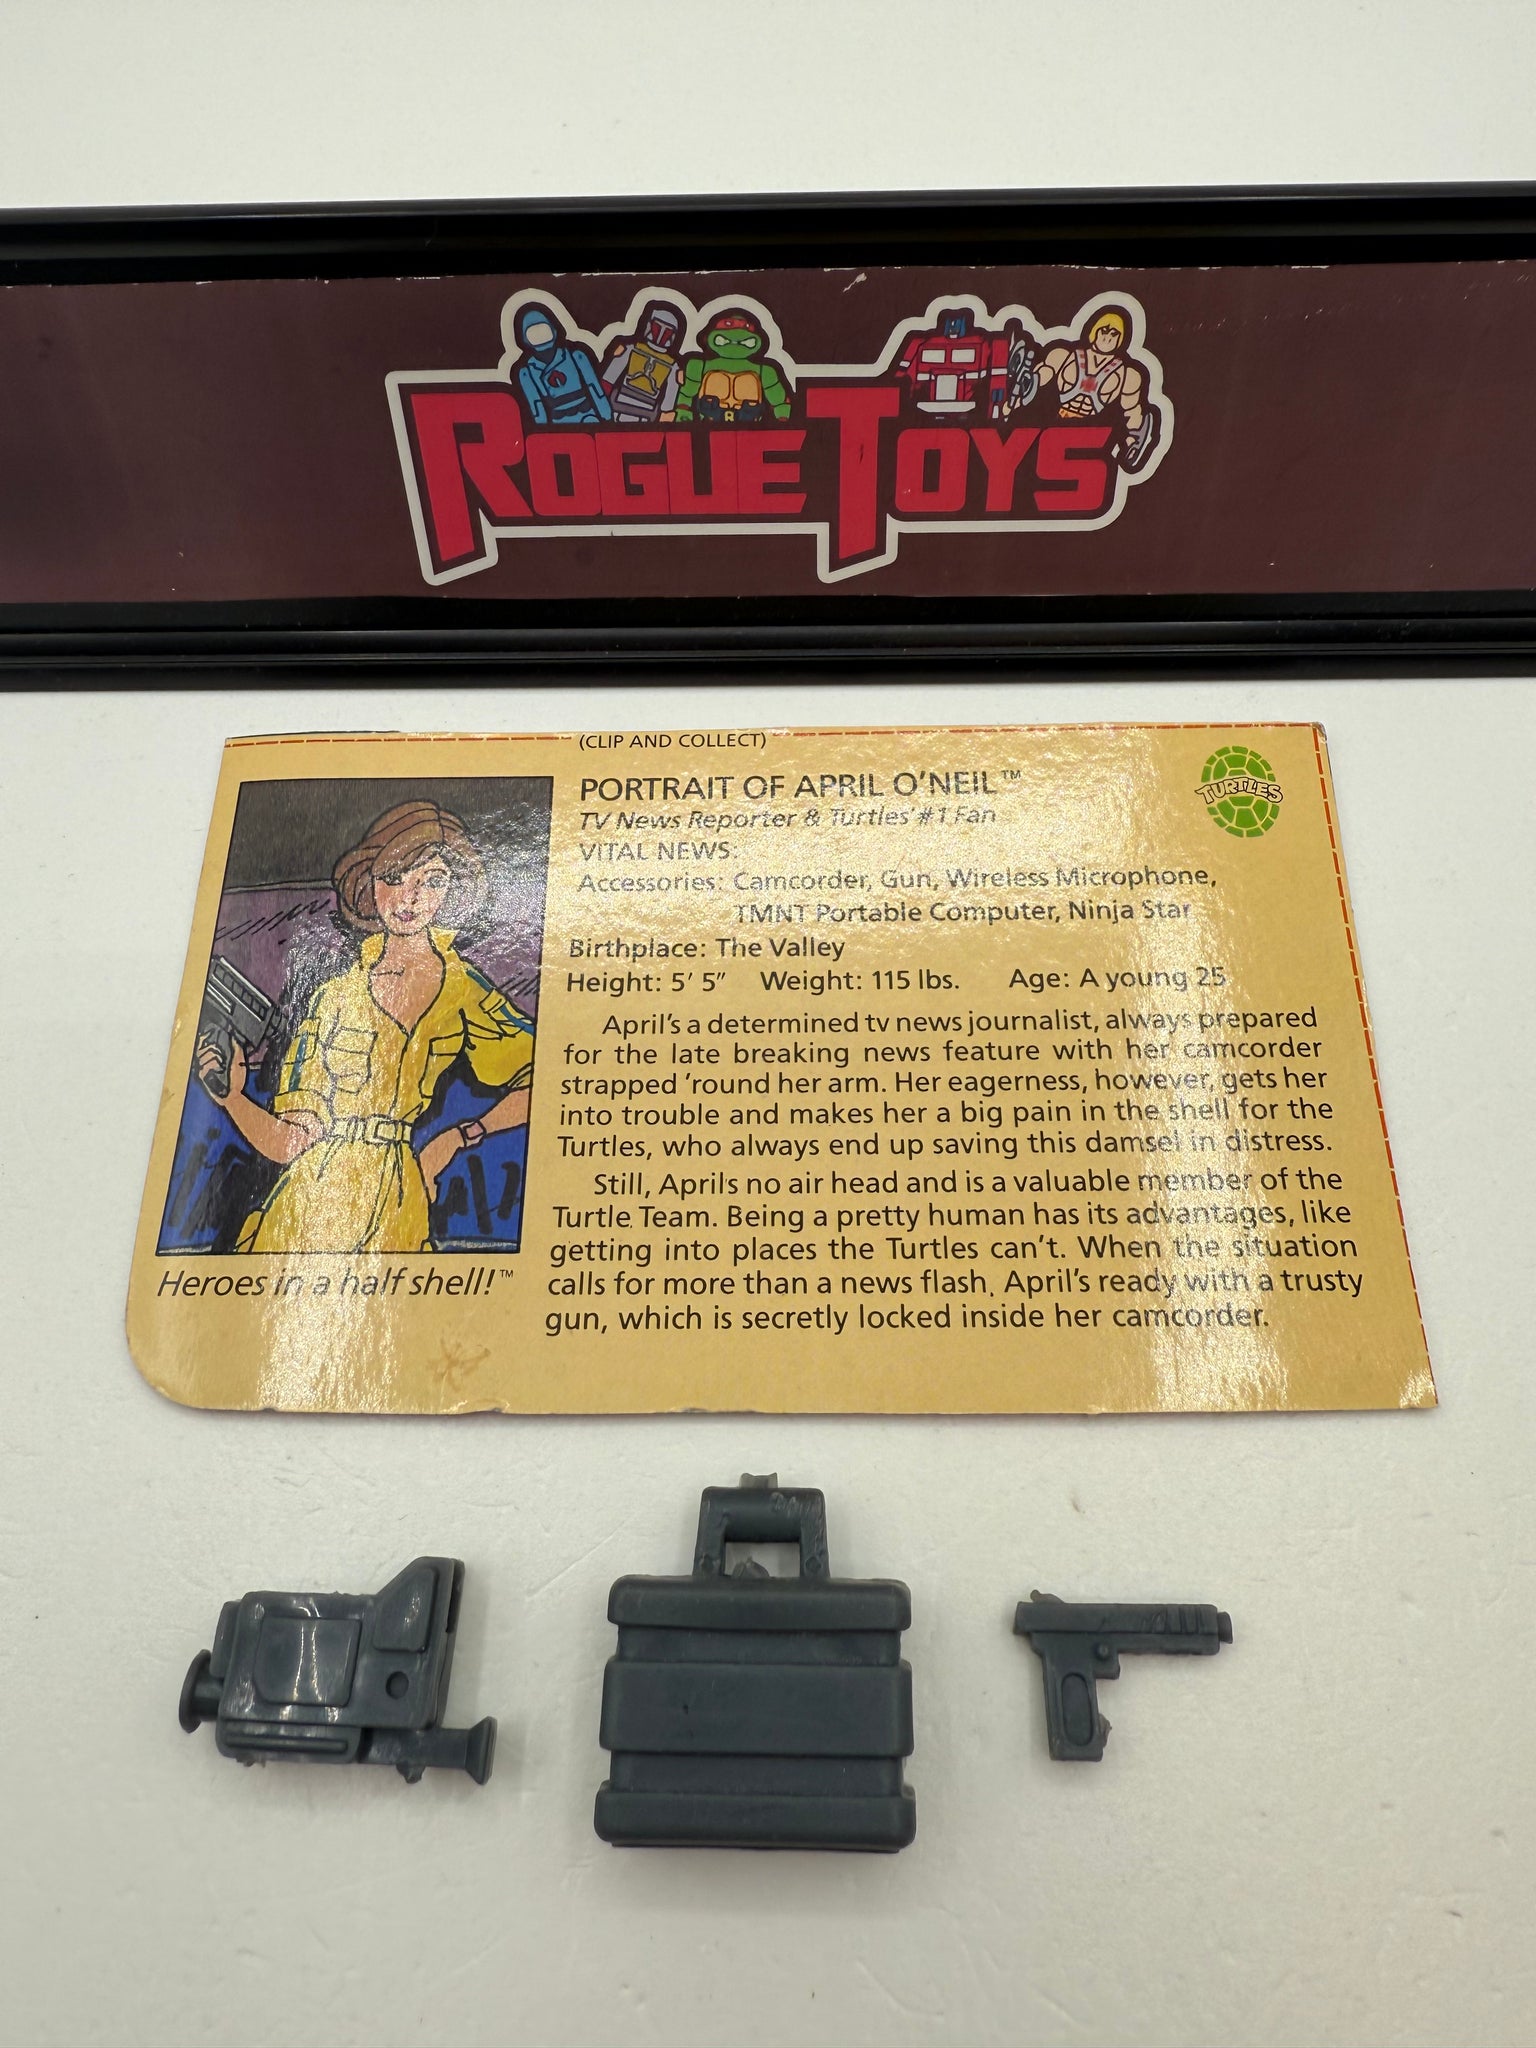 ROGUE TOYS
(CLIP AND COLLECT)
PORTRAIT OF APRIL O'NEIL™
TURTLES
TV News Reporter & Turtles' #1 Fan
VITAL NEWS:
Accessories: Camcorder, Gun, Wireless Microphone,
TMNT Portable Computer, Ninja Star
Birthplace: The Valley
Height: 5' 5" Weight: 115 lbs. Age: A young 25
April's a determined tv news journalist, always prepared
for the late breaking news feature with her camcorder
strapped 'round her arm. Her eagerness, however, gets her
into trouble and makes her a big pain in the shell for the
Turtles, who always end up saving this damsel in distress.
Still, April's no air head and is a valuable member of the
Turtle Team. Being a pretty human has its advantages, like
getting into places the Turtles can't. When the situation
calls for more than a news flash, April's ready with a trusty
gun, which is secretly locked inside her camcorder.
Heroes in a half shell!™